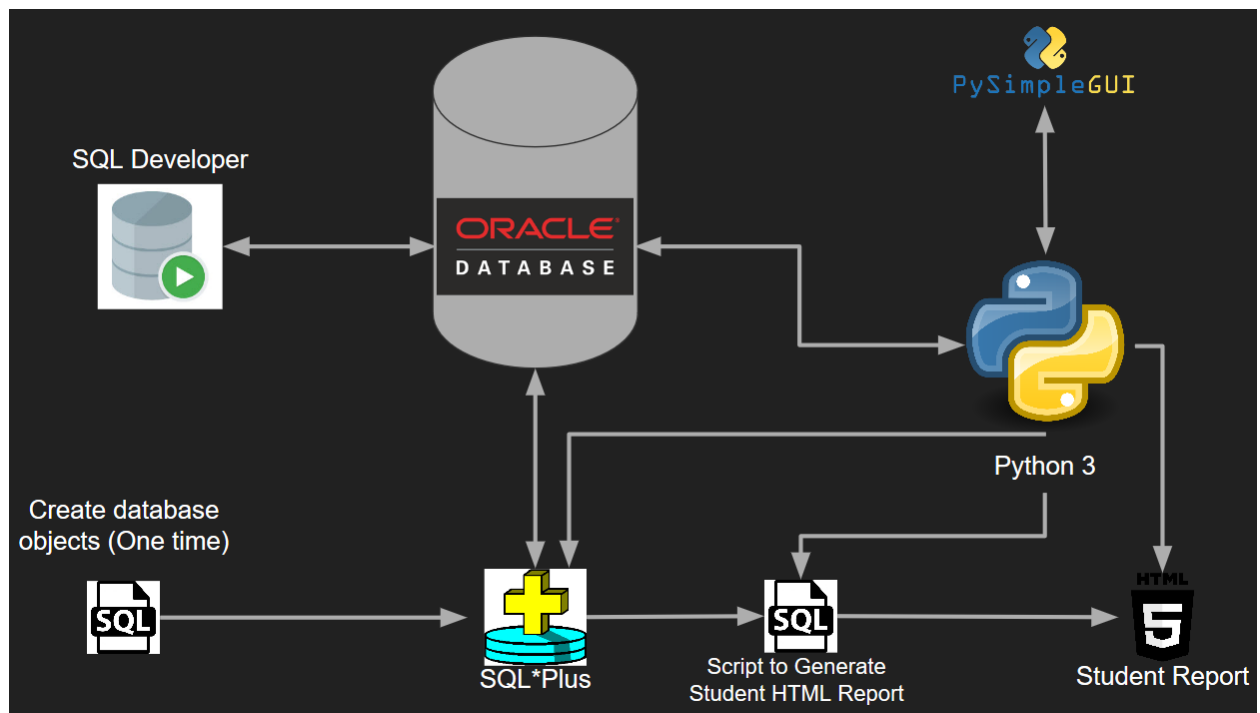 PySimpleGUI
SQL Developer
ORACLE®
DATABASE
Python 3
Create database
objects (One time)
SQL
SQL*Plus
SQL
Script to Generate
Student HTML Report
HTML
5
Student Report